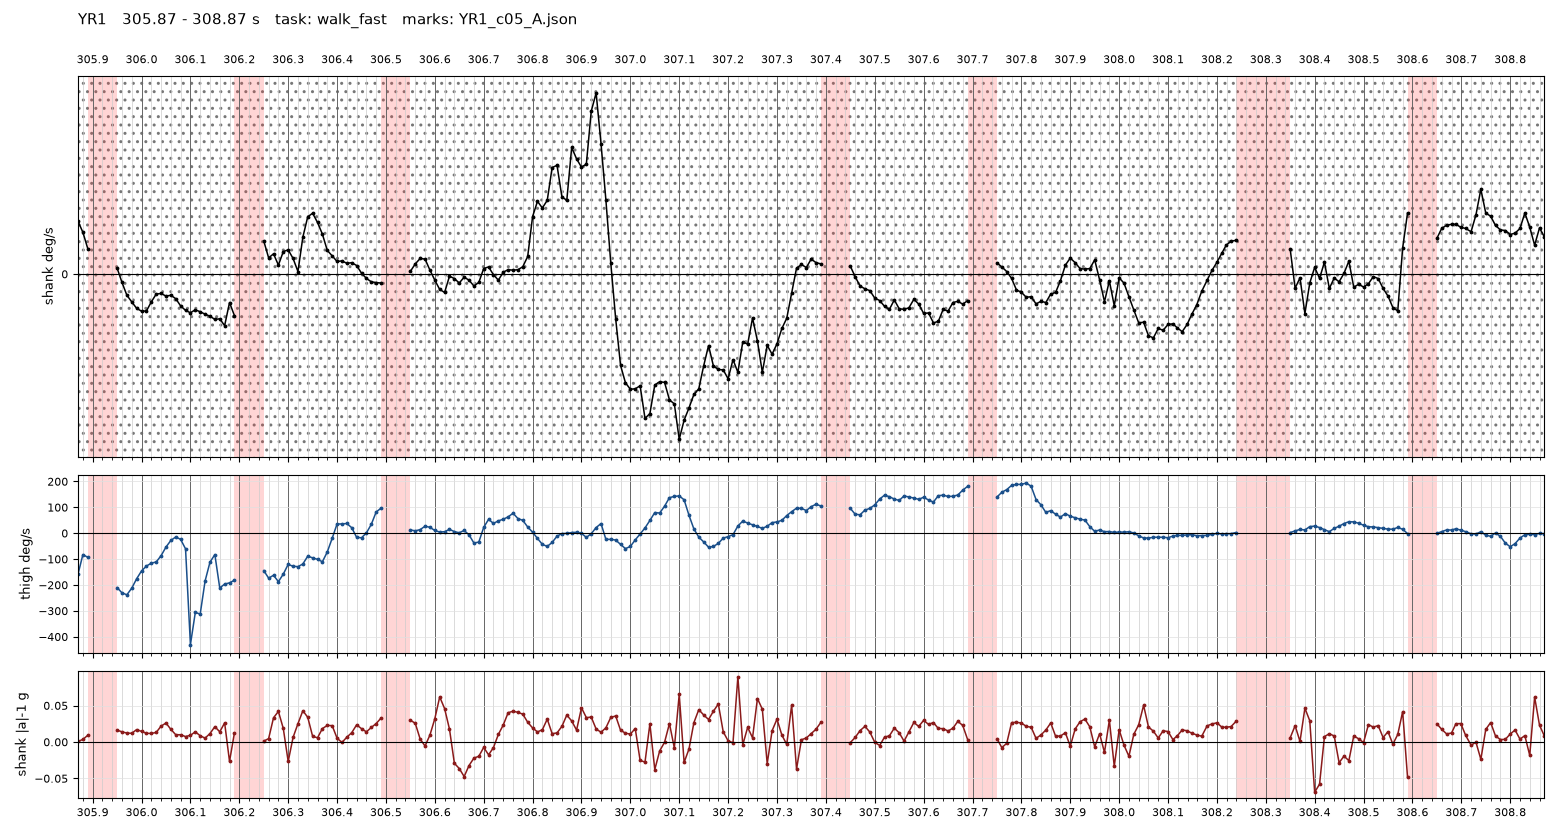 YR1   305.87 - 308.87 s   task: walk_fast   marks: YR1_c05_A.json
305.9 306.0 306.1 306.2 306.3 306.4 306.5 306.6 306.7 306.8 306.9 307.0 307.1 307.2 307.3 307.4 307.5 307.6 307.7 307.8 307.9 308.0 308.1 308.2 308.3 308.4 308.5 308.6 308.7 308.8
shank deg/s
0
thigh deg/s
200
100
0
−100
−200
−300
−400
shank |a|-1 g
0.05
0.00
−0.05
305.9 306.0 306.1 306.2 306.3 306.4 306.5 306.6 306.7 306.8 306.9 307.0 307.1 307.2 307.3 307.4 307.5 307.6 307.7 307.8 307.9 308.0 308.1 308.2 308.3 308.4 308.5 308.6 308.7 308.8